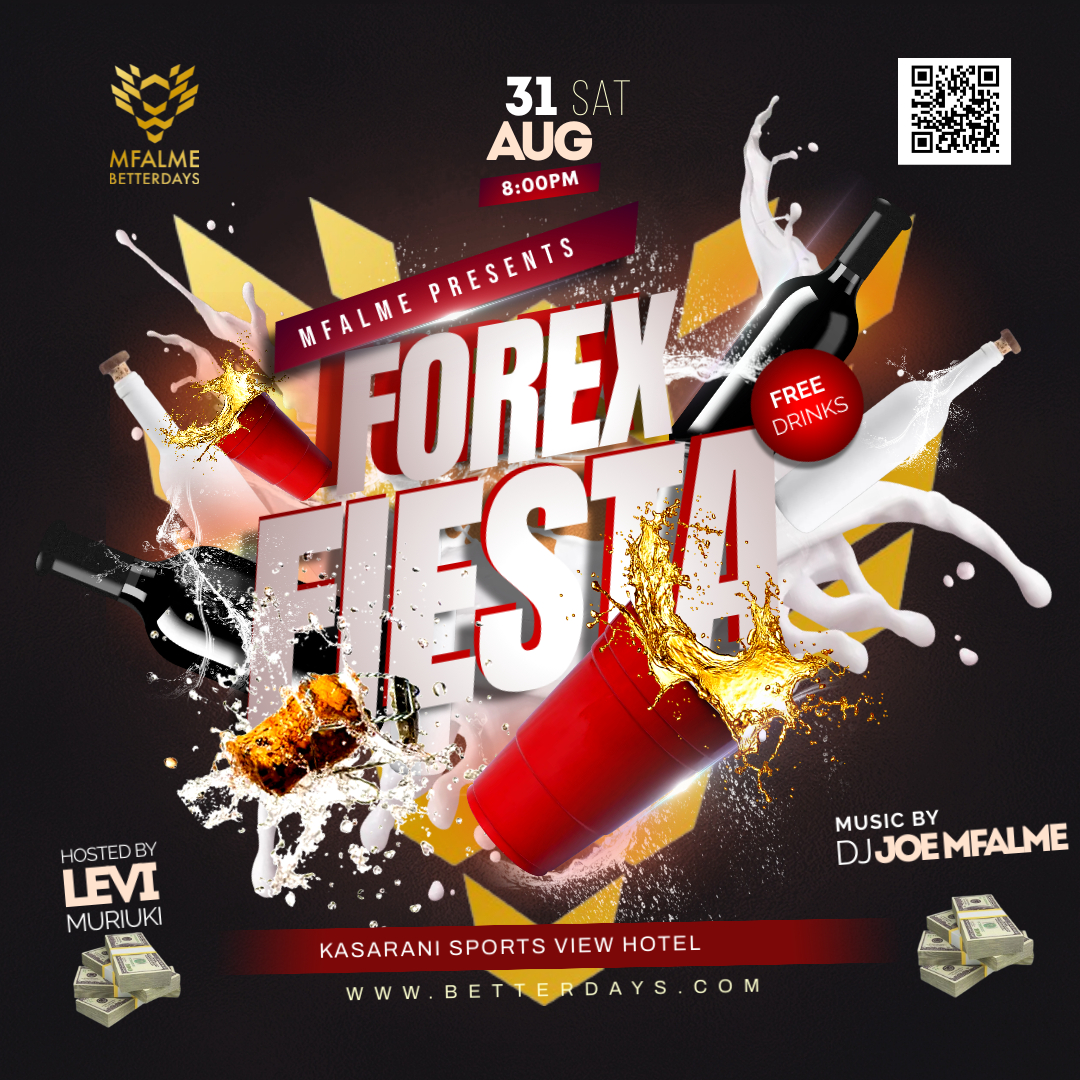 MFALME
BETTERDAYS
31 SAT
AUG
8:00PM
MFALME PRESENTS
FOREX
FIESTA
FREE
DRINKS
HOSTED BY
LEVI
MURIUKI
MUSIC BY
DJ JOE MFALME
KASARANI SPORTS VIEW HOTEL
WWW.BETTERDAYS.COM